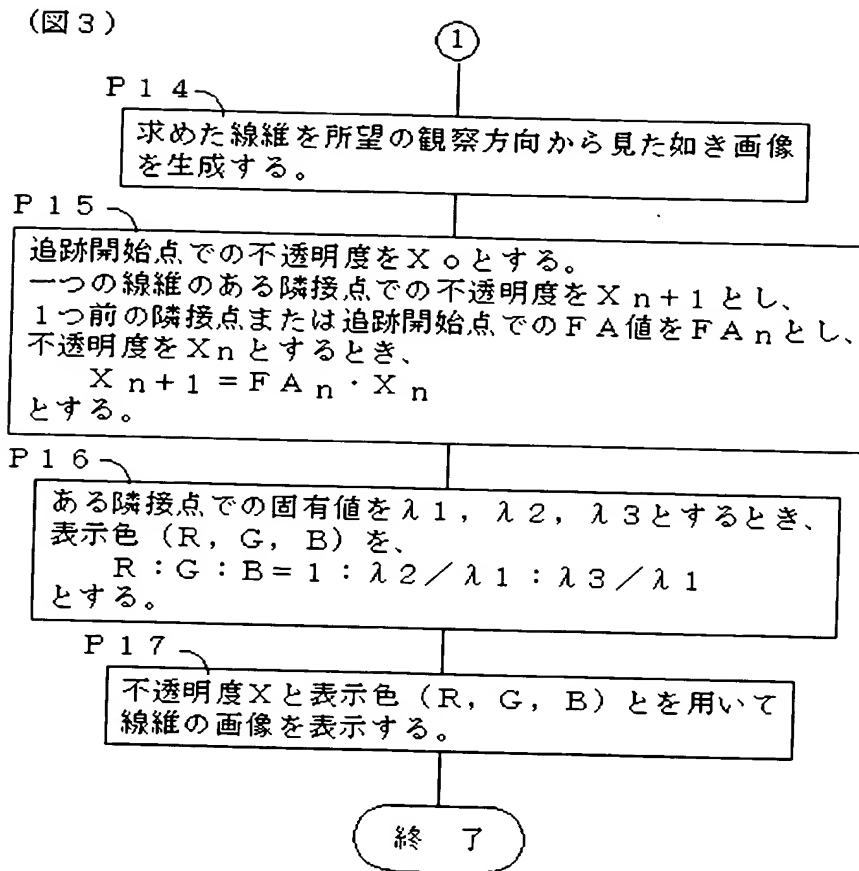 (図3)
1
P14
求めた線維を所望の観察方向から見た如き画像
を生成する。
P15
追跡開始点での不透明度をXoとする。
一つの線維のある隣接点での不透明度をXn+1とし、
1つ前の隣接点または追跡開始点でのFA値をFAnとし、
不透明度をXnとするとき、
Xn+1=FAn・Xn
とする。
P16
ある隣接点での固有値をλ1,λ2,λ3とするとき、
表示色(R,G,B)を、
R:G:B=1:λ2/λ1:λ3/λ1
とする。
P17
不透明度Xと表示色(R,G,B)とを用いて
線維の画像を表示する。
終了